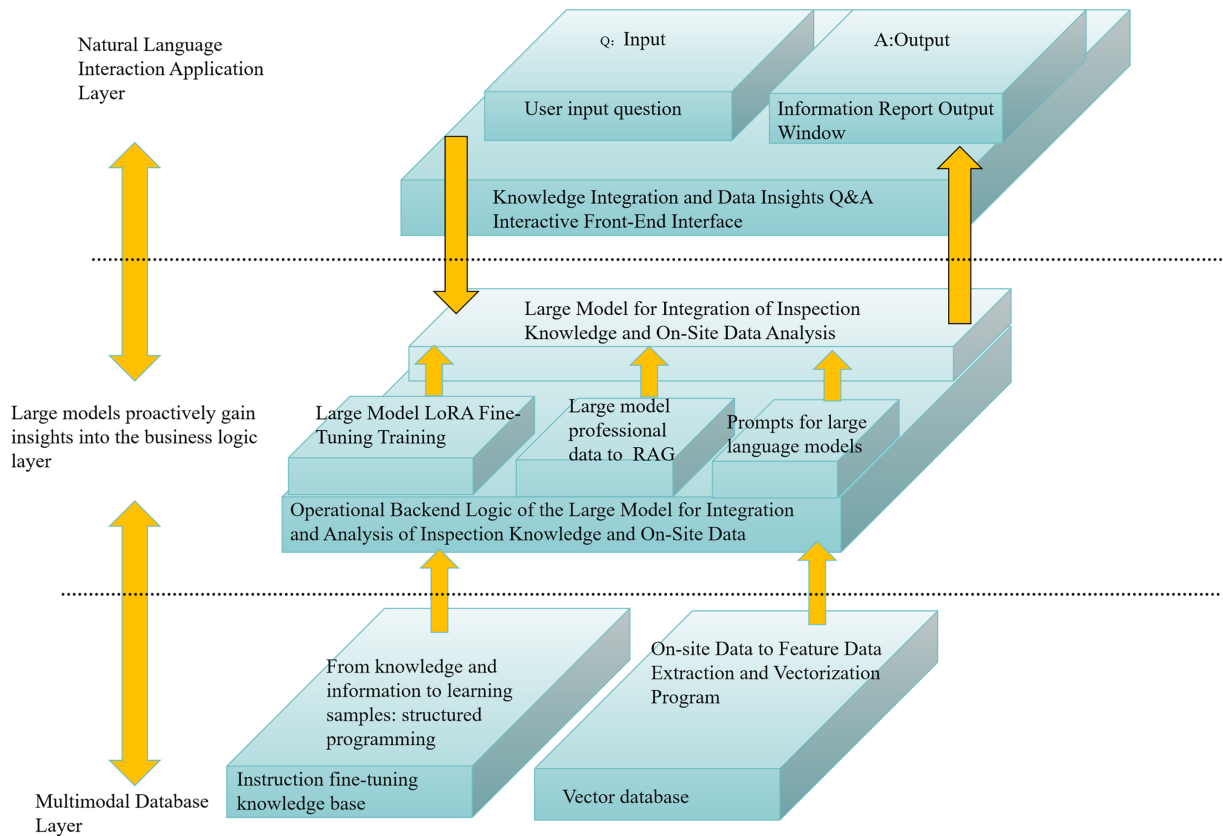 Natural Language
Interaction Application
Layer
Q: Input
A:Output
User input question
Information Report Output
Window
Knowledge Integration and Data Insights Q&A
Interactive Front-End Interface
Large Model for Integration of Inspection
Knowledge and On-Site Data Analysis
Large models proactively gain
insights into the business logic
layer
Large Model LoRA Fine-
Tuning Training
Large model
professional
data to RAG
Prompts for large
language models
Operational Backend Logic of the Large Model for Integration
and Analysis of Inspection Knowledge and On-Site Data
From knowledge and
information to learning
samples: structured
programming
On-site Data to Feature Data
Extraction and Vectorization
Program
Instruction fine-tuning
knowledge base
Vector database
Multimodal Database
Layer